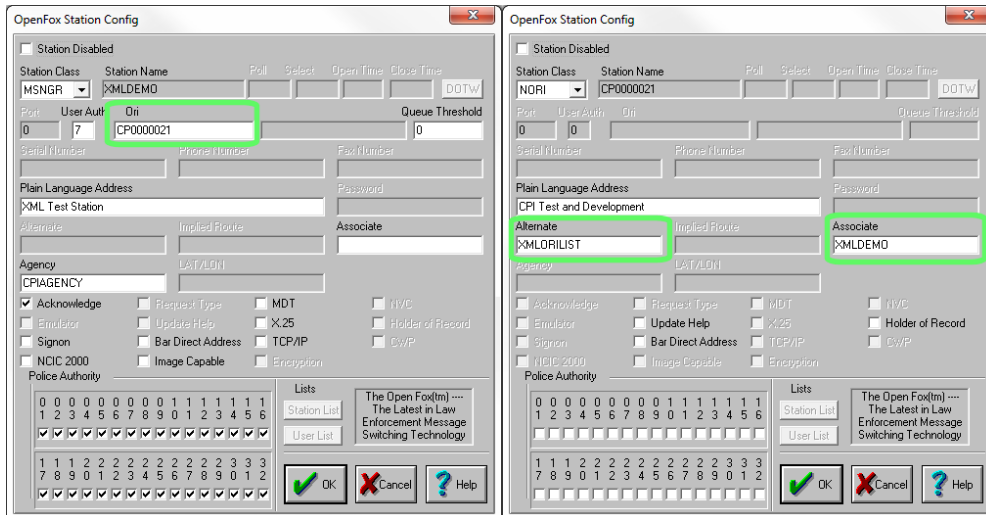 OpenFox Station Config
Station Disabled
Station Class Station Name Poll Select Open Time Close Time
MSNGR XMLDEMO DOTW
Port User Auth Ori Queue Threshold
0 7 CP0000021 0
Serial Number Phone Number Fax Number
Plain Language Address Password
XML Test Station
Alternate Implied Route Associate
Agency LAT/LON
CPIAGENCY
Acknowledge Request Type MDT NVC
Emulator Update Help X.25 Holder of Record
Signon Bar Direct Address TCP/IP CWP
NCIC 2000 Image Capable Encryption
Police Authority Lists
0 0 0 0 0 0 0 0 0 1 1 1 1 1 1 1
1 2 3 4 5 6 7 8 9 0 1 2 3 4 5 6
Station List
User List
The Open Fox(tm) ----
The Latest in Law
Enforcement Message
Switching Technology
1 1 1 2 2 2 2 2 2 2 2 2 2 3 3 3
7 8 9 0 1 2 3 4 5 6 7 8 9 0 1 2
OK Cancel Help
OpenFox Station Config
Station Disabled
Station Class Station Name Poll Select Open Time Close Time
NORI CP0000021 DOTW
Port User Auth Ori Queue Threshold
0 0
Serial Number Phone Number Fax Number
Plain Language Address Password
CPI Test and Development
Alternate Implied Route Associate
XMLORILIST XMLDEMO
Agency LAT/LON
Acknowledge Request Type MDT NVC
Emulator Update Help X.25 Holder of Record
Signon Bar Direct Address TCP/IP CWP
NCIC 2000 Image Capable Encryption
Police Authority Lists
0 0 0 0 0 0 0 0 0 1 1 1 1 1 1 1
1 2 3 4 5 6 7 8 9 0 1 2 3 4 5 6
Station List
User List
The Open Fox(tm) ----
The Latest in Law
Enforcement Message
Switching Technology
1 1 1 2 2 2 2 2 2 2 2 2 2 3 3 3
7 8 9 0 1 2 3 4 5 6 7 8 9 0 1 2
OK Cancel Help